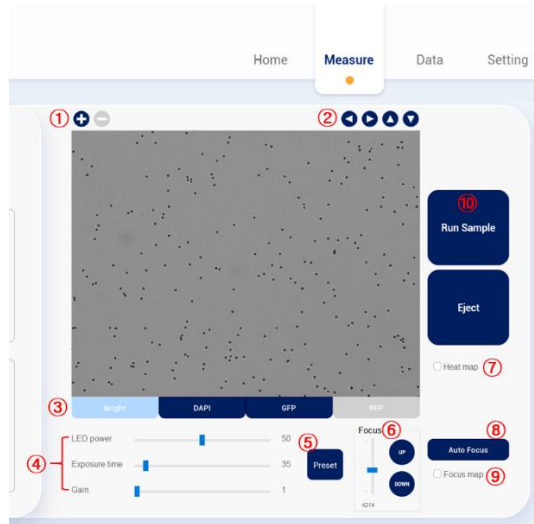 Home Measure Data Setting
① ②
⑩
Run Sample
Eject
Heat map ⑦
③ Bright DAPI GFP RFP
④ LED power 50
Exposure time 35
Gain 1
⑤
Preset
Focus ⑥
UP
DOWN
4214
⑧
Auto Focus
Focus map ⑨